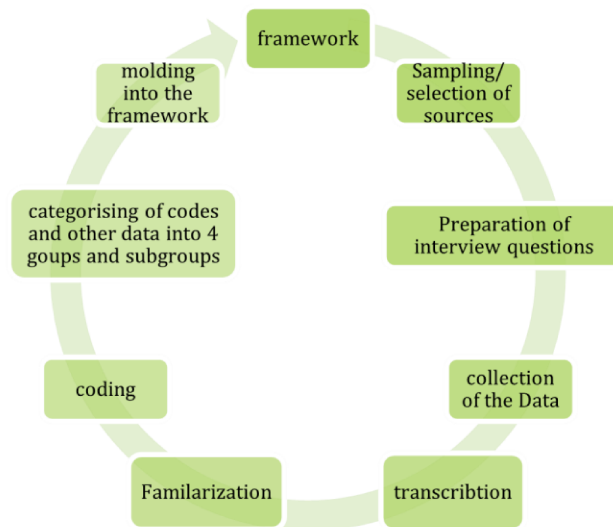 framework
Sampling/
selection of
sources
Preparation of
interview questions
collection
of the Data
transcribtion
Familarization
coding
categorising of codes
and other data into 4
goups and subgroups
molding
into the
framework